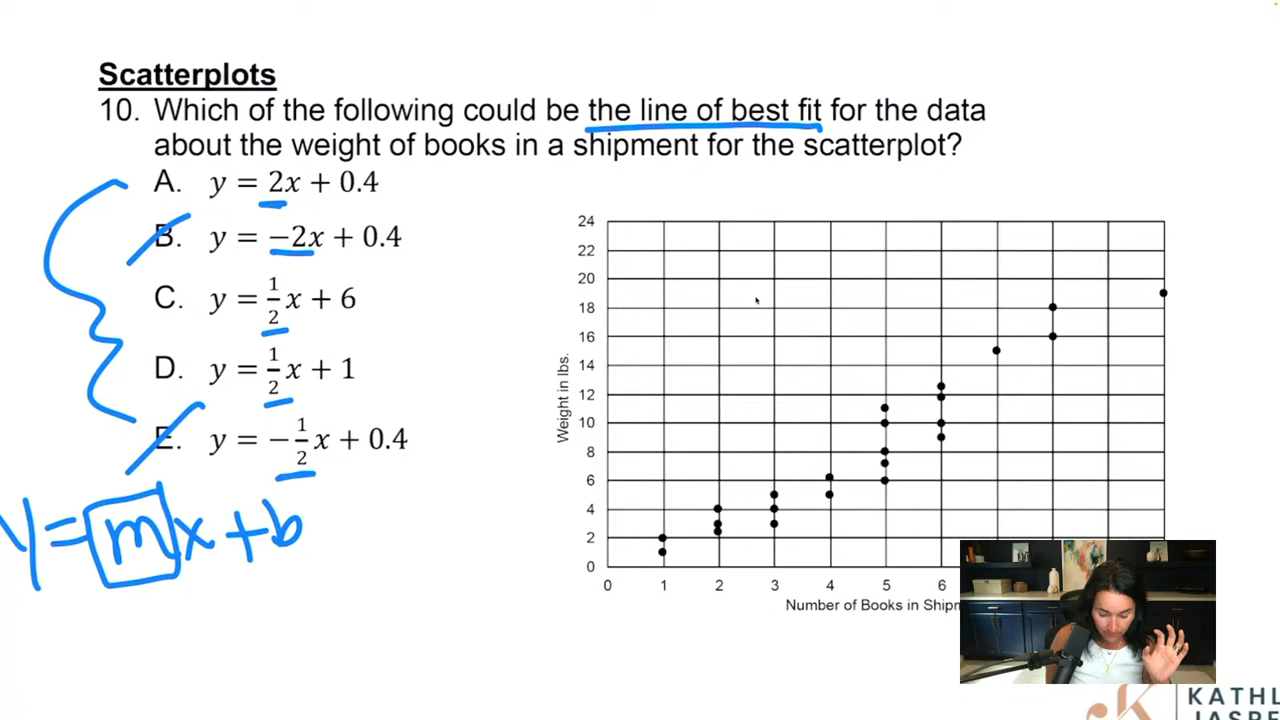 Scatterplots
10. Which of the following could be the line of best fit for the data
about the weight of books in a shipment for the scatterplot?
A. y = 2x + 0.4
B. y = −2x + 0.4
C. y = 1/2 x + 6
D. y = 1/2 x + 1
E. y = −1/2 x + 0.4
y = mx + b
24
22
20
18
16
14
12
10
8
6
4
2
0
Weight in lbs.
0 1 2 3 4 5 6
Number of Books in Shipm
JK
KATHL
JASPE